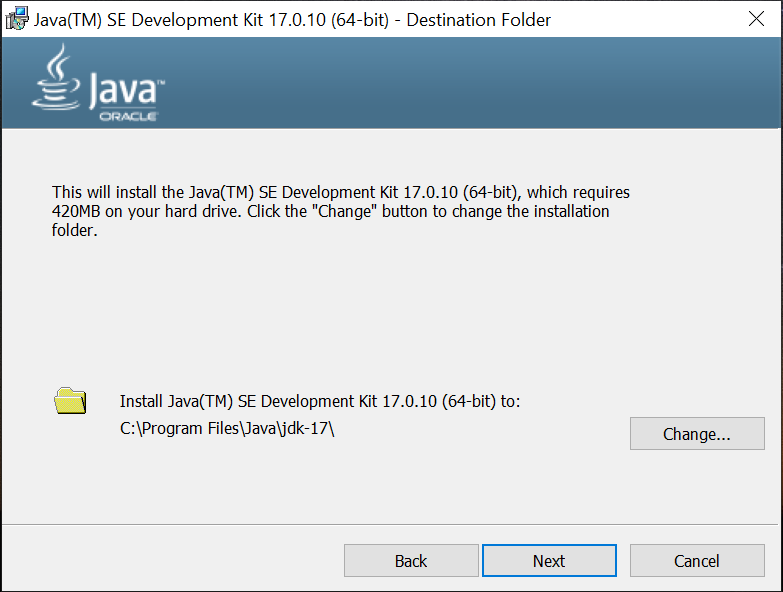 Java(TM) SE Development Kit 17.0.10 (64-bit) - Destination Folder
Java™
ORACLE
This will install the Java(TM) SE Development Kit 17.0.10 (64-bit), which requires
420MB on your hard drive. Click the "Change" button to change the installation
folder.
Install Java(TM) SE Development Kit 17.0.10 (64-bit) to:
C:\Program Files\Java\jdk-17\
Change...
Back
Next
Cancel